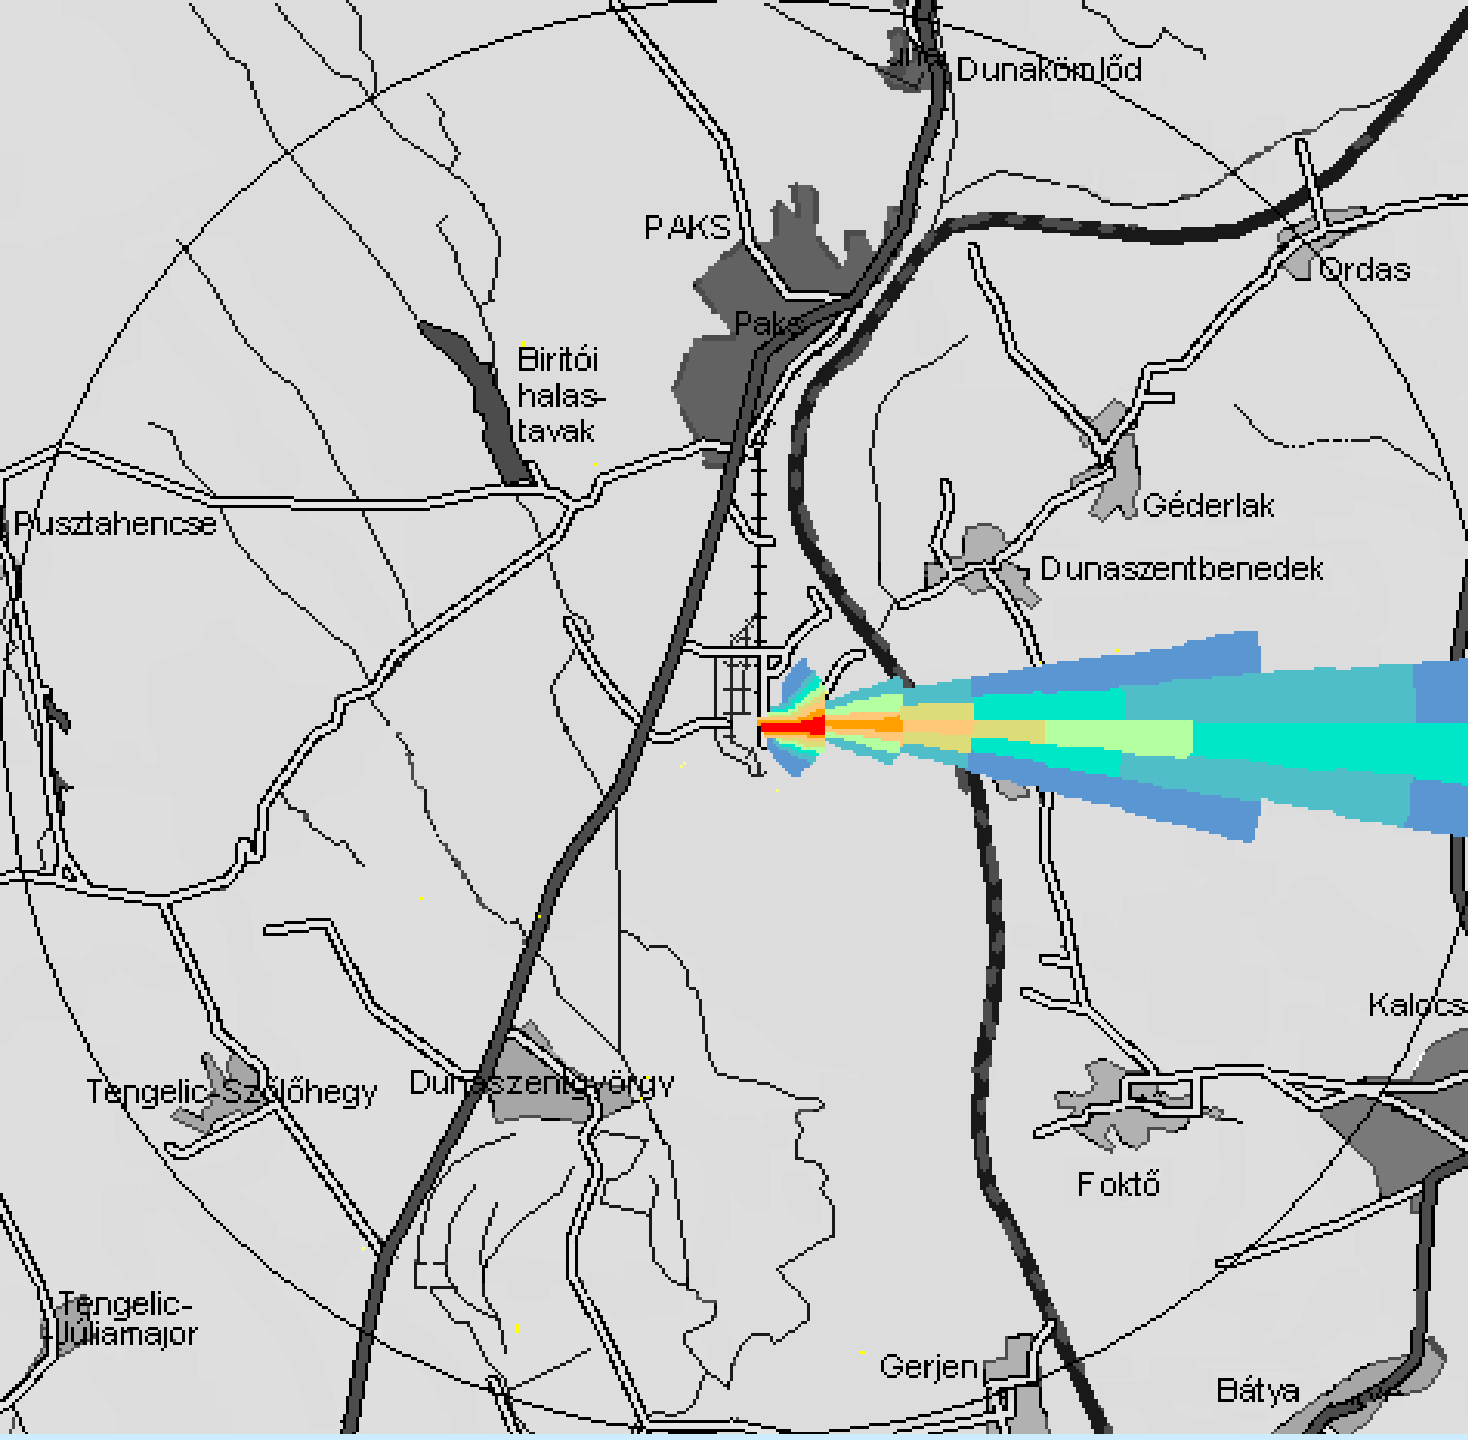 Dunakömlőd
PAKS
Ordas
Paks
Biritói
halas-
tavak
Géderlak
Pusztahencse
Dunaszentbenedek
Kalocs
Dunaszentgyörgy
Tengelic-Szőlőhegy
Foktő
Tengelic-
Júliamajor
Gerjen
Bátya